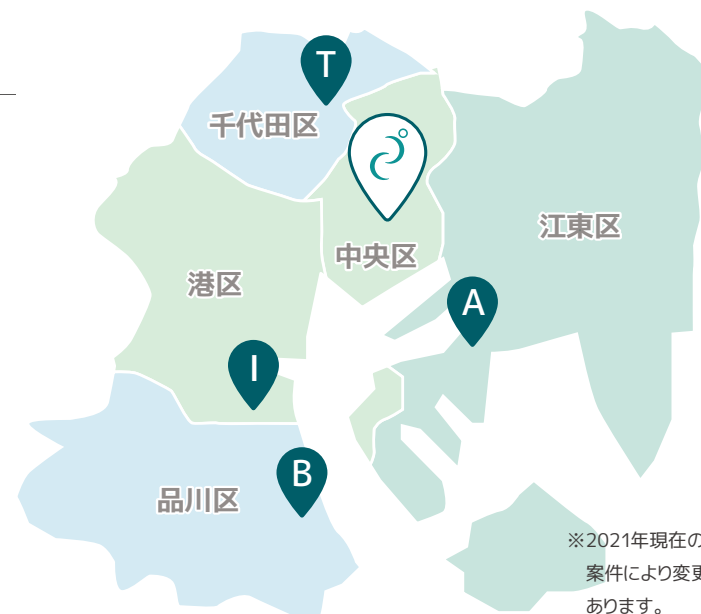 T
千代田区
江東区
中央区
港区
A
I
B
品川区
※2021年現在の
案件により変更
あります。